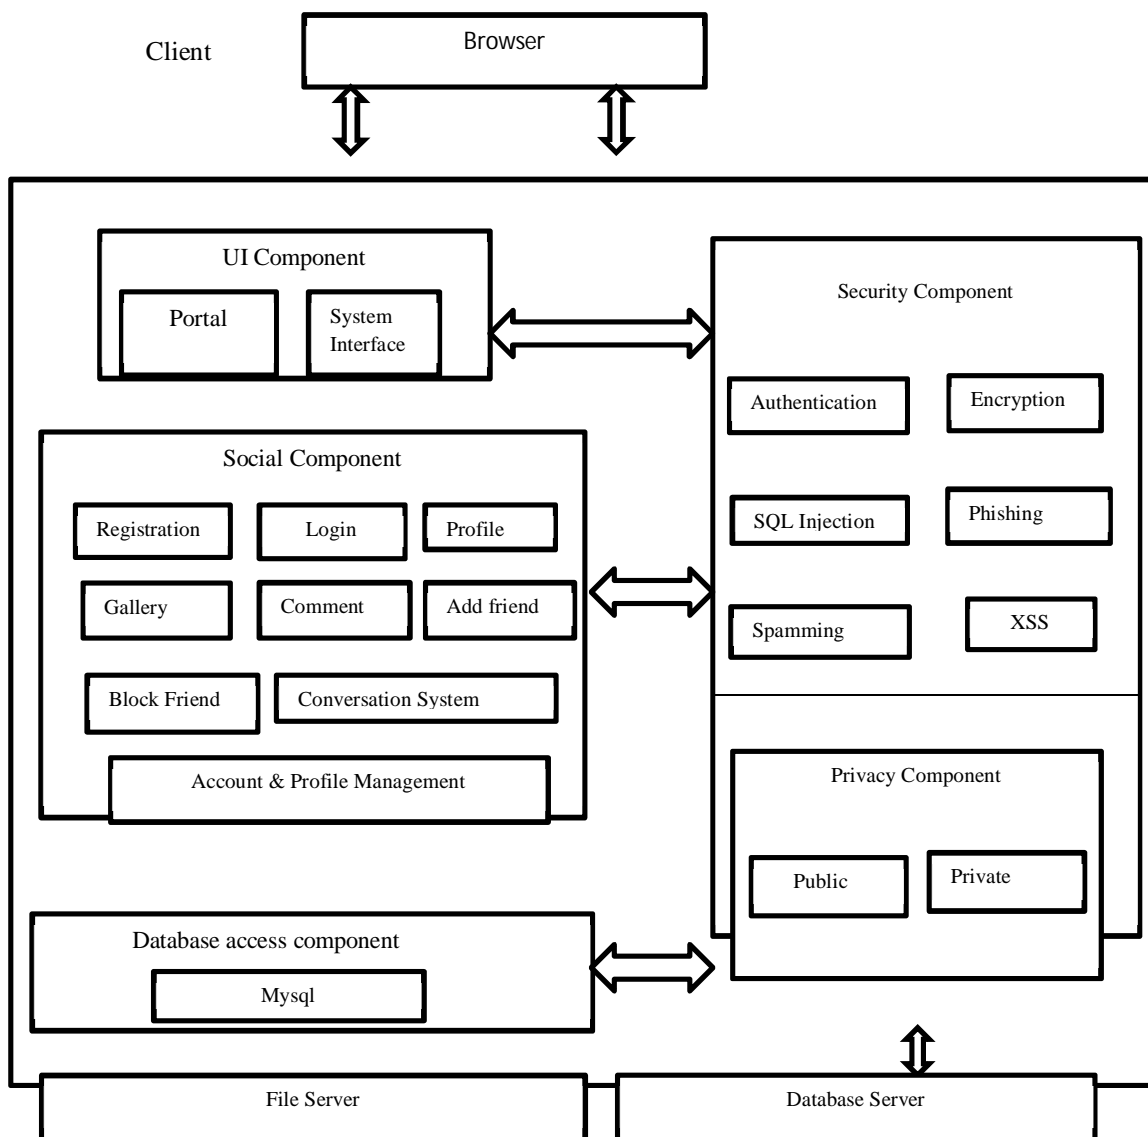 Client
Browser
UI Component
Portal
System
Interface
Security Component
Authentication
Encryption
SQL Injection
Phishing
Spamming
XSS
Social Component
Registration
Login
Profile
Gallery
Comment
Add friend
Block Friend
Conversation System
Account & Profile Management
Privacy Component
Public
Private
Database access component
Mysql
File Server
Database Server